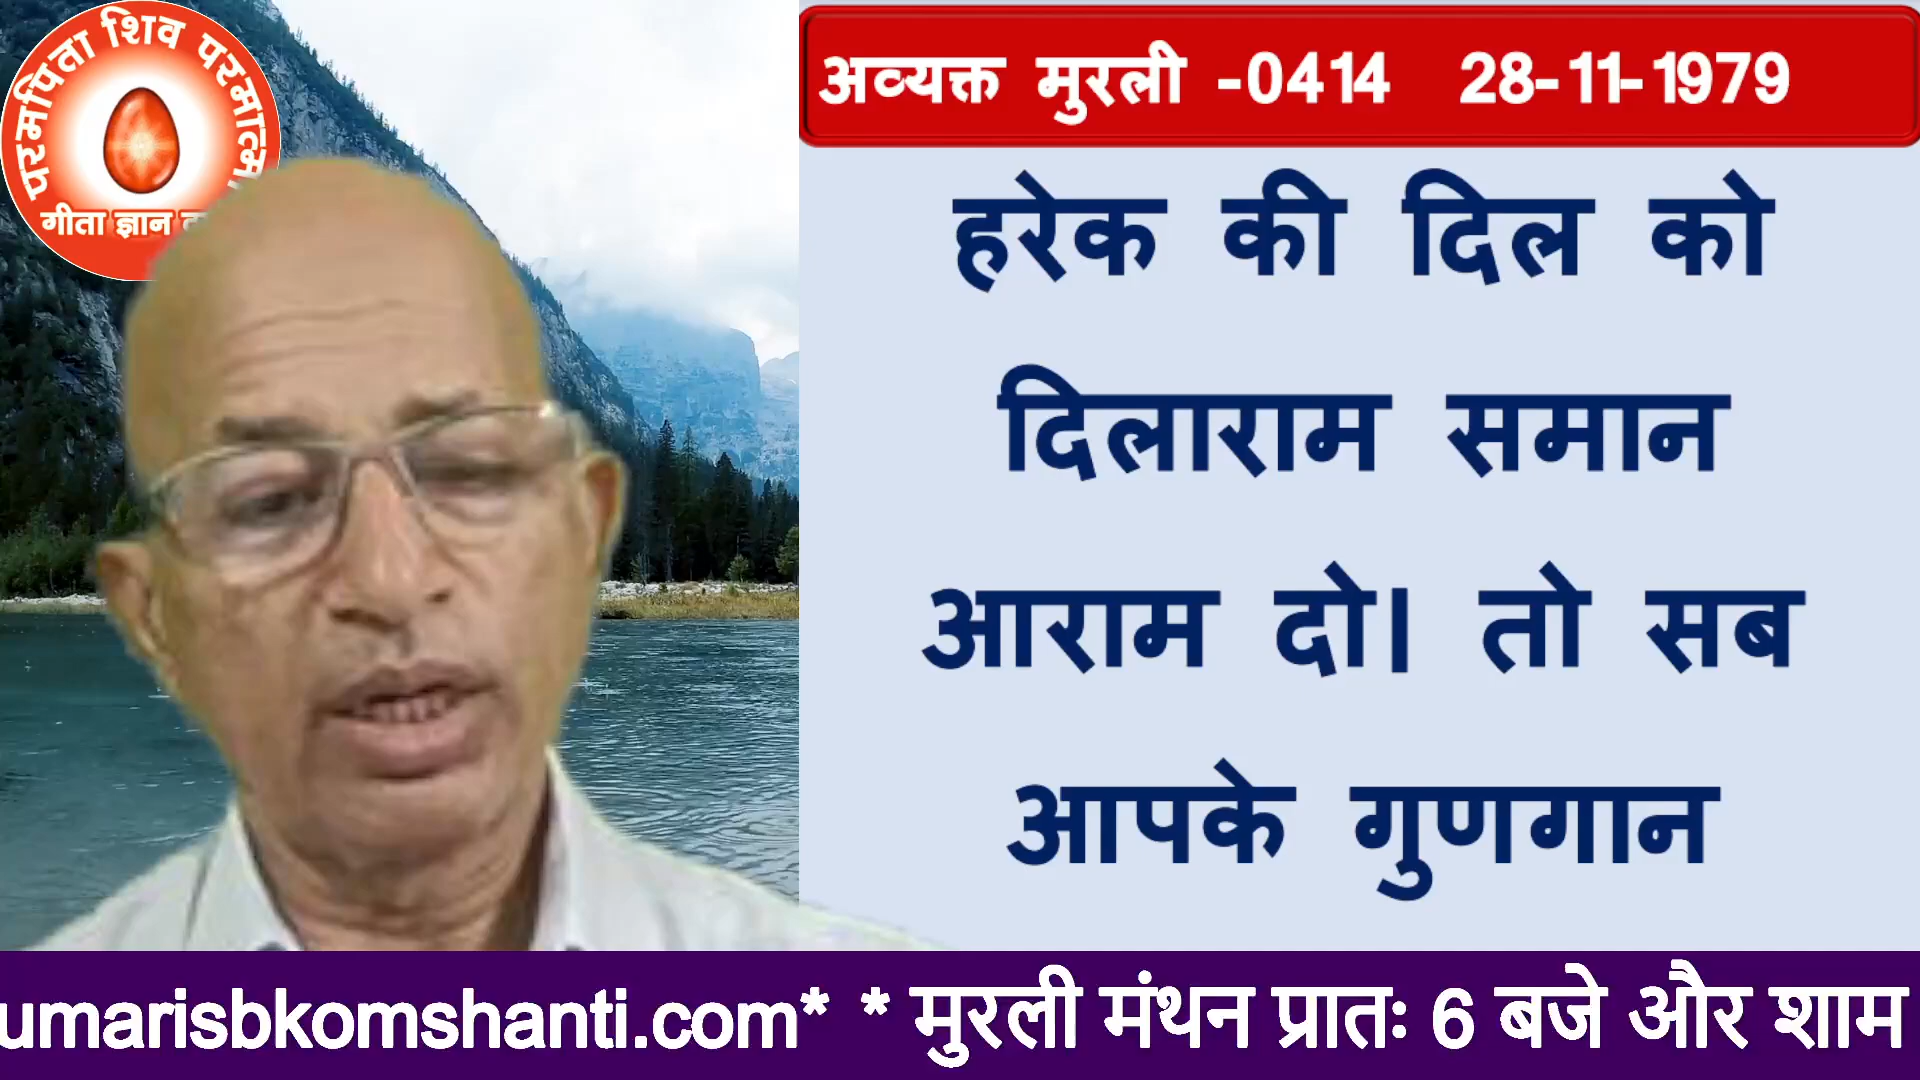 परमपिता शिव परमात्मा
गीता ज्ञान
अव्यक्त मुरली -0414 28-11-1979
हरेक की दिल को
दिलाराम समान
आराम दो। तो सब
आपके गुणगान
umarisbkomshanti.com* * मुरली मंथन प्रातः 6 बजे और शाम